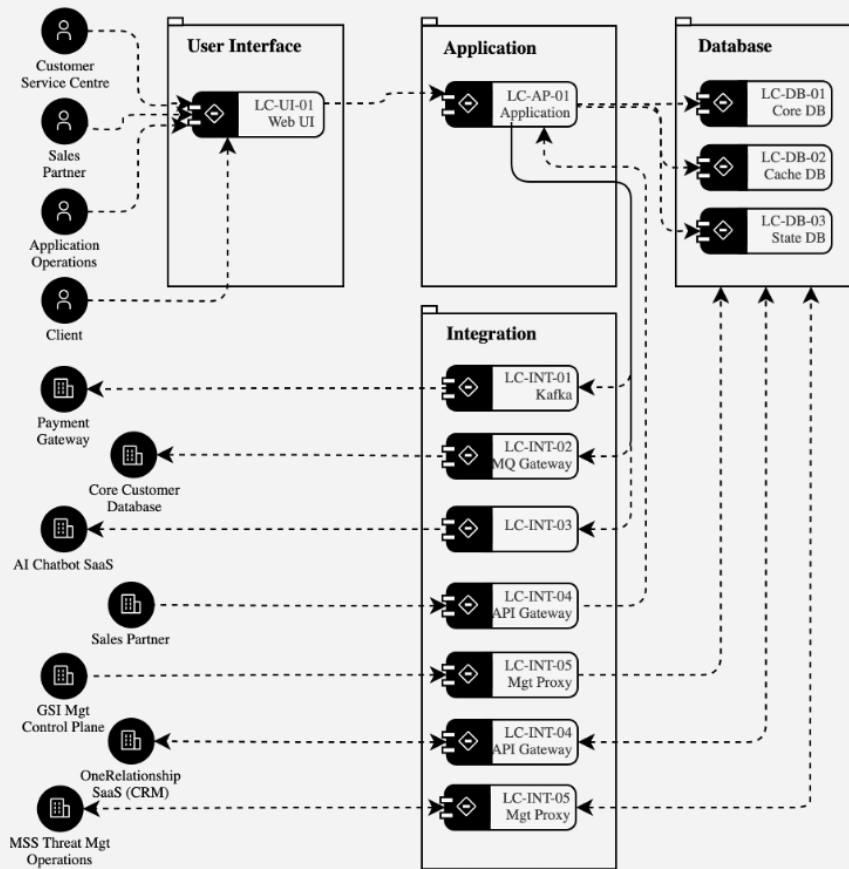 Customer
Service Centre
Sales
Partner
Application
Operations
Client
User Interface
LC-UI-01
Web UI
Application
LC-AP-01
Application
Database
LC-DB-01
Core DB
LC-DB-02
Cache DB
LC-DB-03
State DB
Integration
LC-INT-01
Kafka
LC-INT-02
MQ Gateway
LC-INT-03
LC-INT-04
API Gateway
LC-INT-05
Mgt Proxy
LC-INT-04
API Gateway
LC-INT-05
Mgt Proxy
Payment
Gateway
Core Customer
Database
AI Chatbot SaaS
Sales Partner
GSI Mgt
Control Plane
OneRelationship
SaaS (CRM)
MSS Threat Mgt
Operations